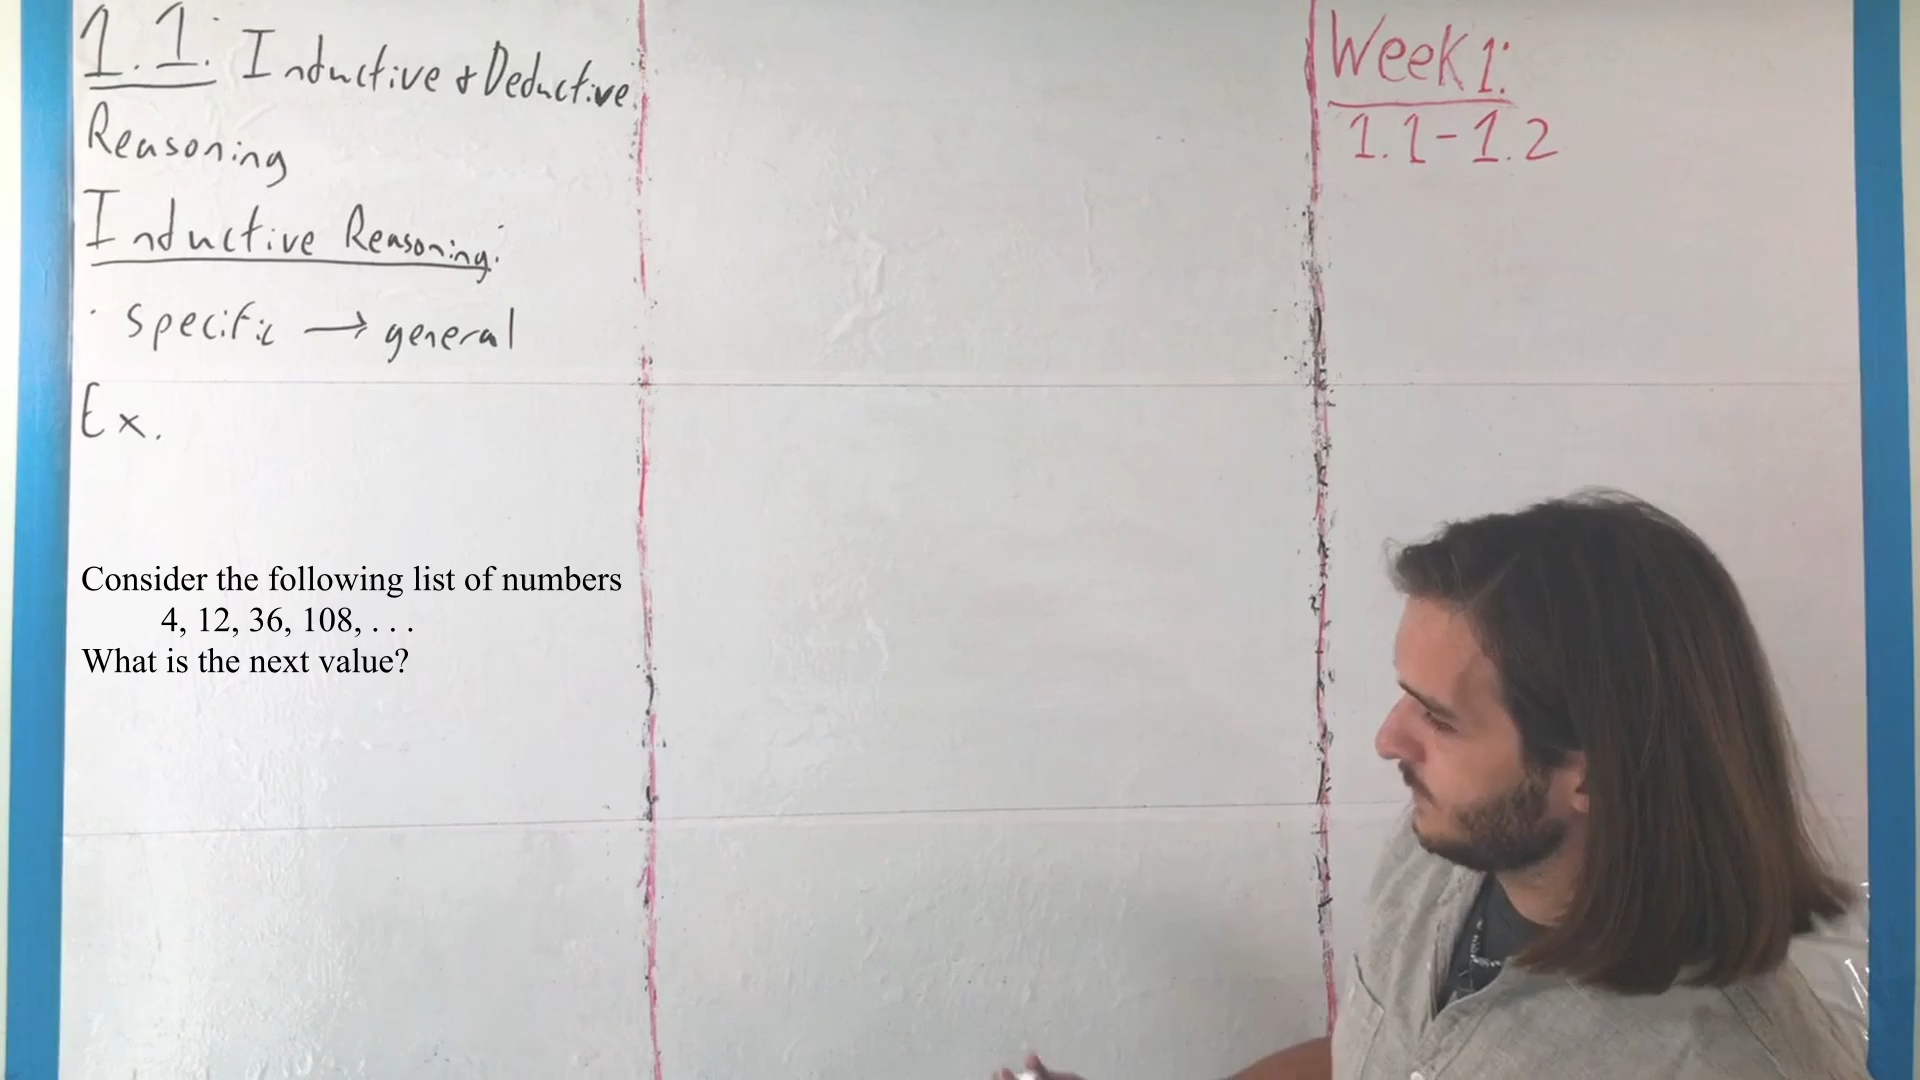 1.1: Inductive & Deductive
Reasoning
Inductive Reasoning:
· specific → general
Ex.
Consider the following list of numbers
4, 12, 36, 108, . . .
What is the next value?
Week 1:
1.1-1.2